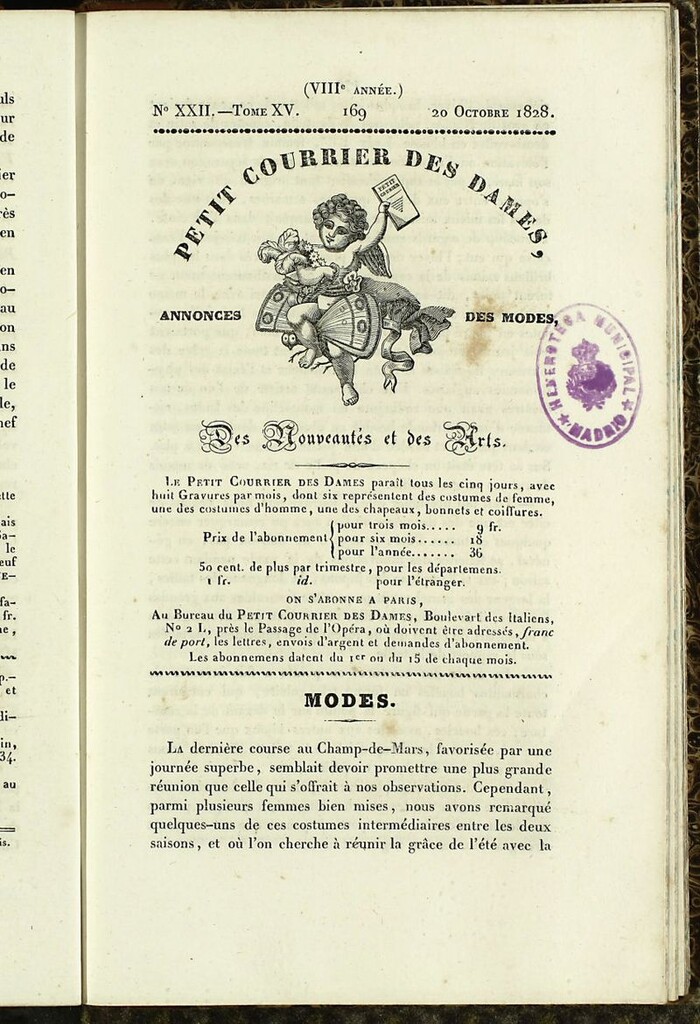 (VIIIe ANNÉE.)
No XXII.—TOME XV. 169 20 OCTOBRE 1828.
PETIT COURRIER DES DAMES,
PETIT COURRIER
ANNONCES DES MODES,
Des Nouveautés et des Arts.
HEMEROTECA MUNICIPAL
MADRID
LE PETIT COURRIER DES DAMES paraît tous les cinq jours, avec
huit Gravures par mois, dont six représentent des costumes de femme,
une des costumes d'homme, une des chapeaux, bonnets et coiffures.
Prix de l'abonnement
pour trois mois..... 9 fr.
pour six mois...... 18
pour l'année....... 36
50 cent. de plus par trimestre, pour les départemens.
1 fr. id. pour l'étranger.
ON S'ABONNE A PARIS,
Au Bureau du PETIT COURRIER DES DAMES, Boulevart des Italiens,
No 2 L, près le Passage de l'Opéra, où doivent être adressés, franc
de port, les lettres, envois d'argent et demandes d'abonnement.
Les abonnemens datent du 1er ou du 15 de chaque mois.
MODES.
LA dernière course au Champ-de-Mars, favorisée par une
journée superbe, semblait devoir promettre une plus grande
réunion que celle qui s'offrait à nos observations. Cependant,
parmi plusieurs femmes bien mises, nous avons remarqué
quelques-uns de ces costumes intermédiaires entre les deux
saisons, et où l'on cherche à réunir la grâce de l'été avec la